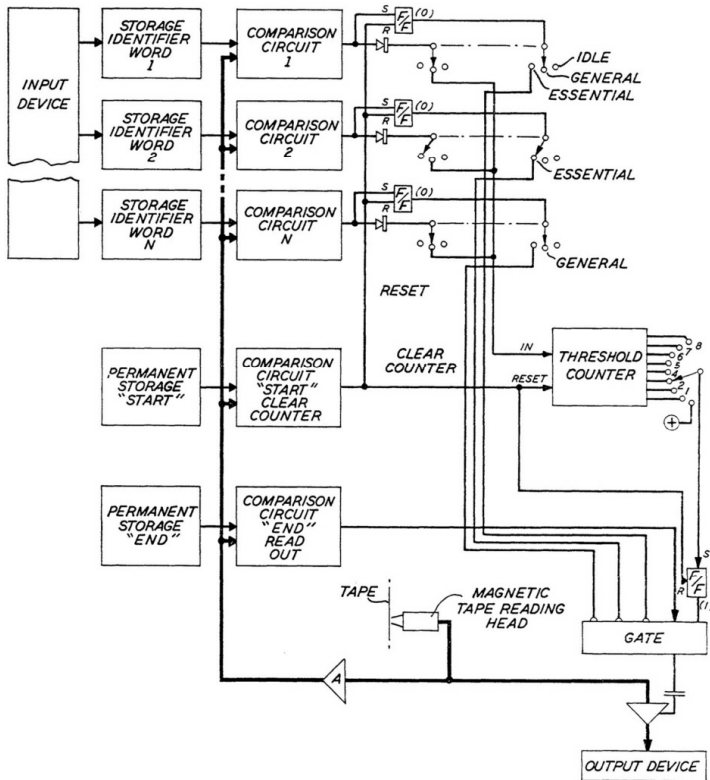 INPUT
DEVICE
STORAGE
IDENTIFIER
WORD
1
COMPARISON
CIRCUIT
1
S
F/F
(0)
R
IDLE
GENERAL
ESSENTIAL
STORAGE
IDENTIFIER
WORD
2
COMPARISON
CIRCUIT
2
S
F/F
(0)
R
ESSENTIAL
STORAGE
IDENTIFIER
WORD
N
COMPARISON
CIRCUIT
N
S
F/F
(0)
R
GENERAL
RESET
PERMANENT
STORAGE
"START"
COMPARISON
CIRCUIT
"START"
CLEAR
COUNTER
CLEAR
COUNTER
IN
RESET
THRESHOLD
COUNTER
8
7
6
5
4
2
1
+
PERMANENT
STORAGE
"END"
COMPARISON
CIRCUIT
"END"
READ
OUT
S
F/F
R
(1)
TAPE
MAGNETIC
TAPE READING
HEAD
GATE
A
OUTPUT DEVICE